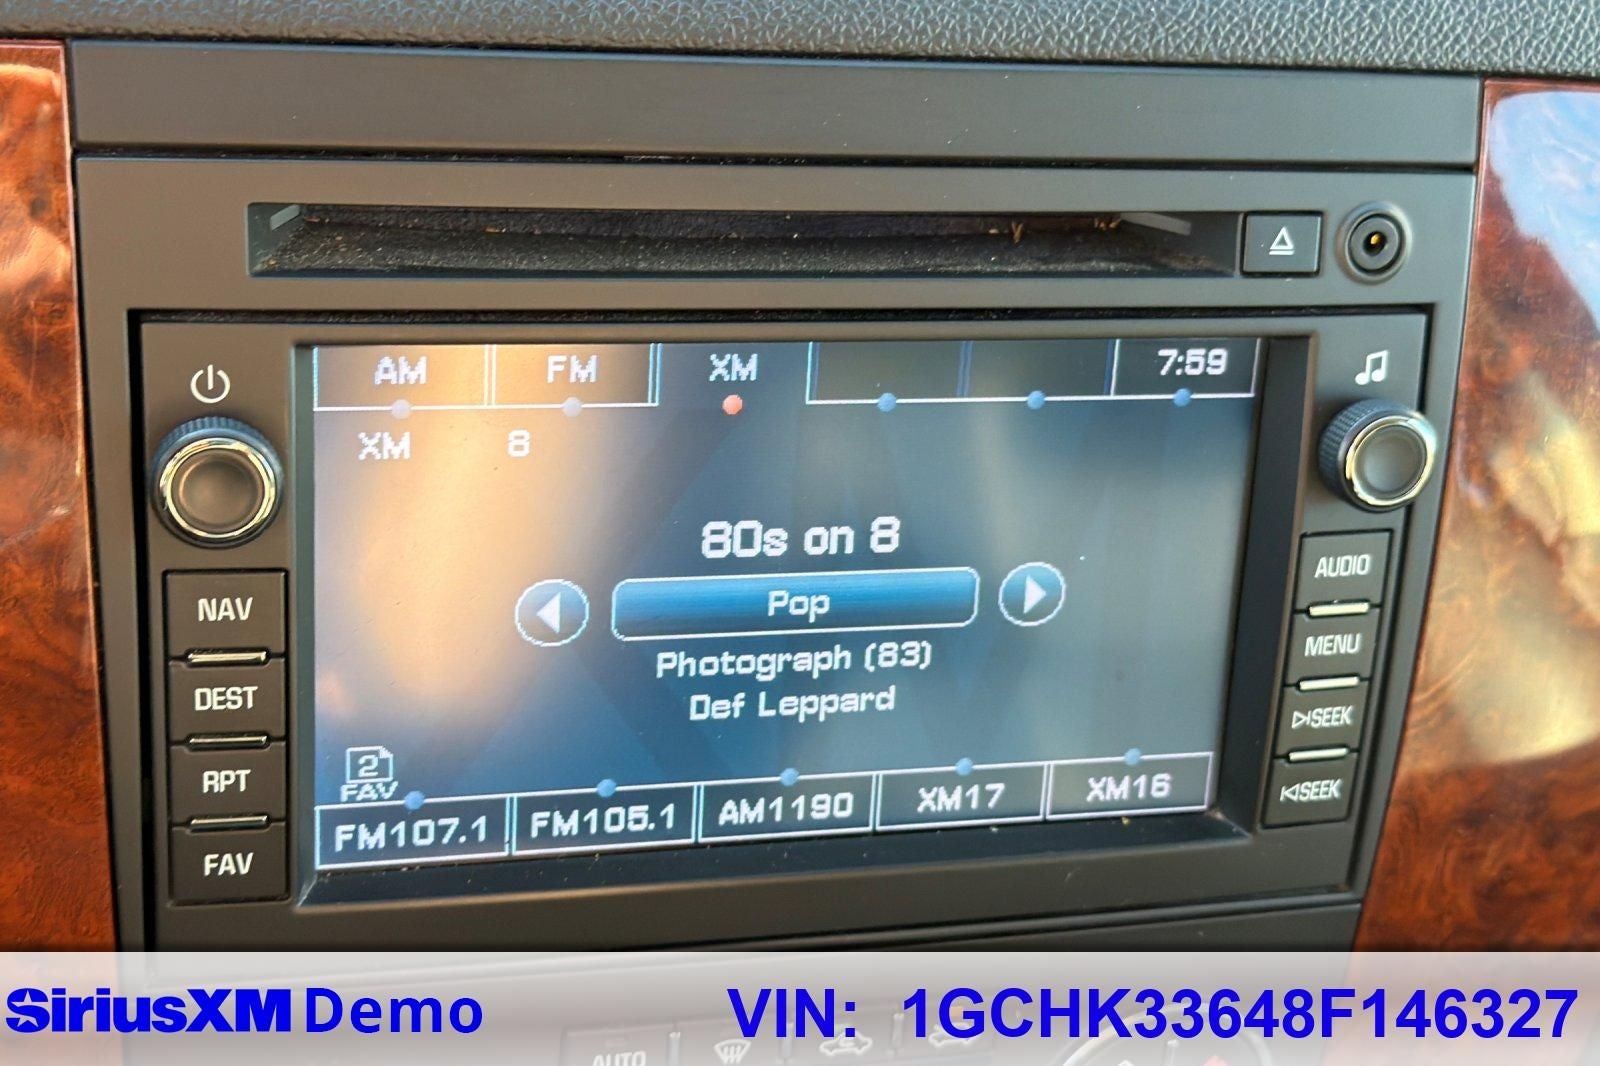 AM FM XM 7:59
XM 8
80s on 8
Pop
Photograph (83)
Def Leppard
2
FAV
FM107.1 FM105.1 AM1190 XM17 XM16
NAV
DEST
RPT
FAV
AUDIO
MENU
SEEK
SEEK
SiriusXM Demo VIN: 1GCHK33648F146327
AUTO